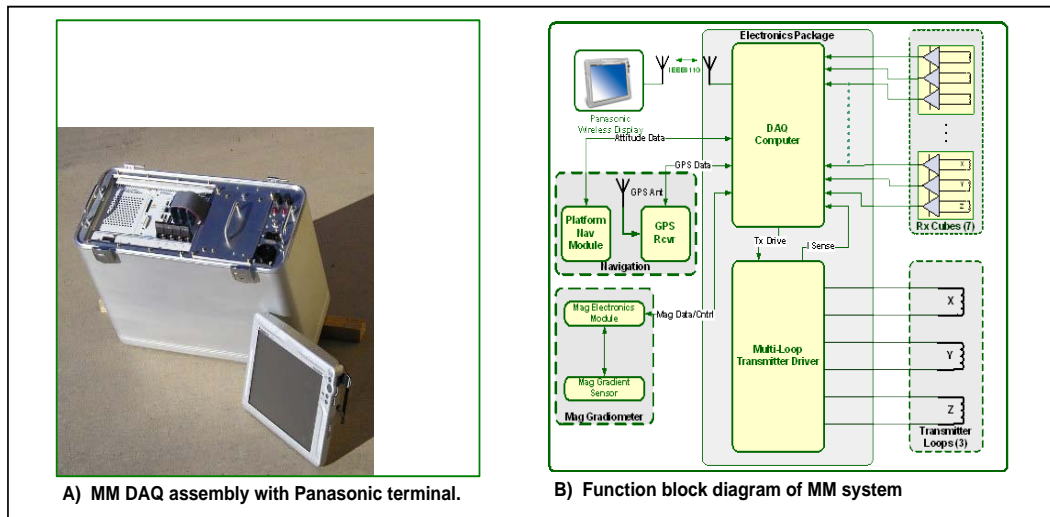 Electronics Package
IEEE8110
Panasonic
Wireless Display
Attitude Data
DAQ
Computer
GPS Data
GPS Ant
Platform
Nav
Module
GPS
Rcvr
Navigation
X
Y
Z
Rx Cubes (7)
Tx Drive
I Sense
Mag Electronics
Module
Mag Data/Cntrl
Mag Gradient
Sensor
Mag Gradiometer
Multi-Loop
Transmitter Driver
X
Y
Z
Transmitter
Loops (3)
A) MM DAQ assembly with Panasonic terminal.
B) Function block diagram of MM system